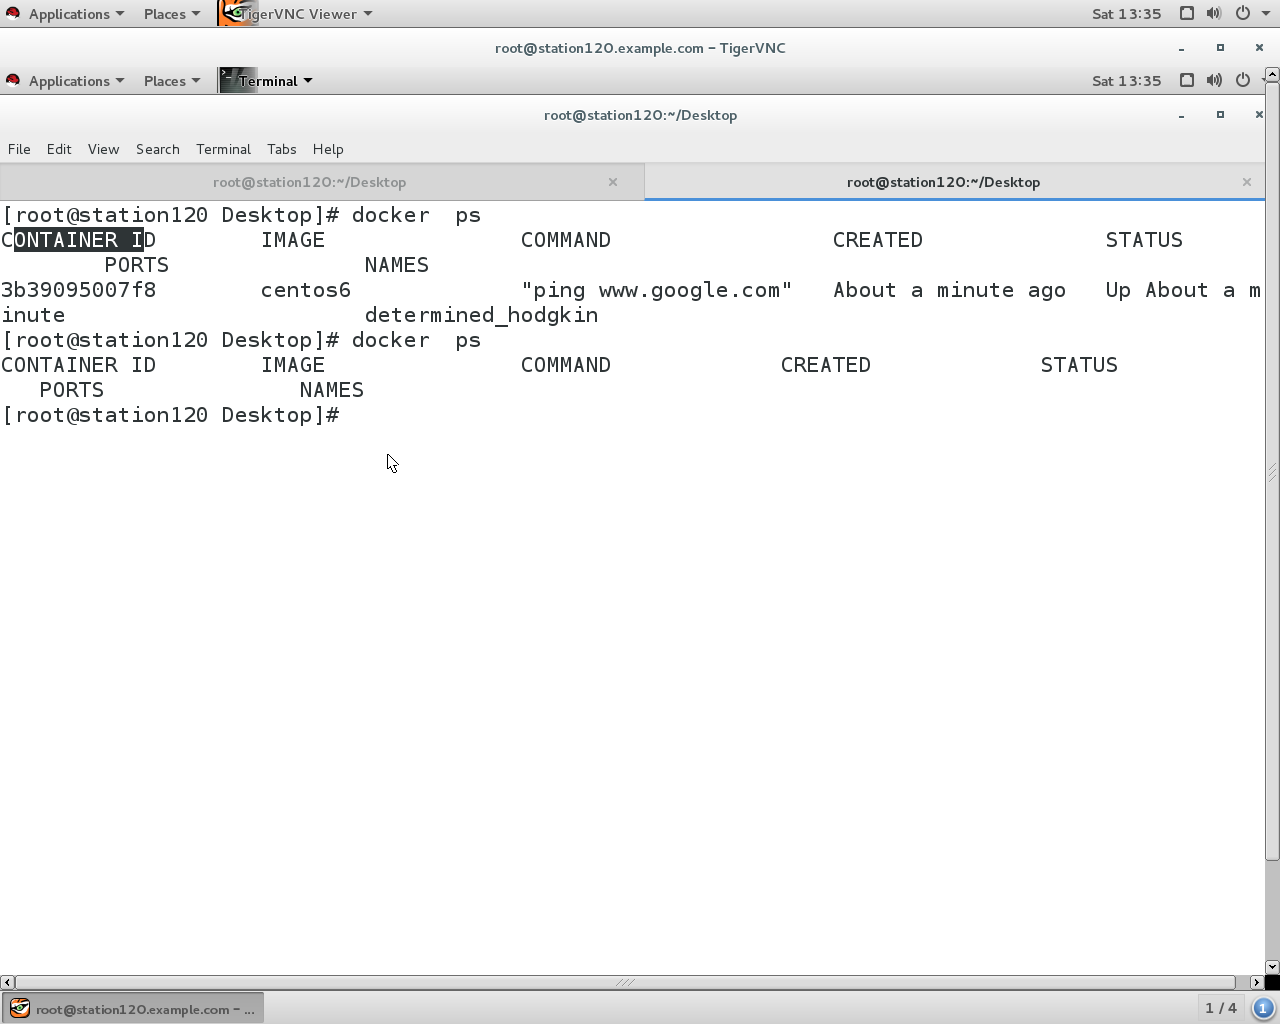 Applications Places TigerVNC Viewer Sat 13:35
root@station120.example.com – TigerVNC
Applications Places Terminal Sat 13:35
root@station120:~/Desktop
File Edit View Search Terminal Tabs Help
root@station120:~/Desktop root@station120:~/Desktop
[root@station120 Desktop]# docker  ps
CONTAINER ID        IMAGE               COMMAND                 CREATED              STATUS
        PORTS               NAMES
3b39095007f8        centos6             "ping www.google.com"   About a minute ago   Up About a m
inute                       determined_hodgkin
[root@station120 Desktop]# docker  ps
CONTAINER ID        IMAGE               COMMAND             CREATED             STATUS
   PORTS               NAMES
[root@station120 Desktop]#
root@station120.example.com – ... 1 / 4 1